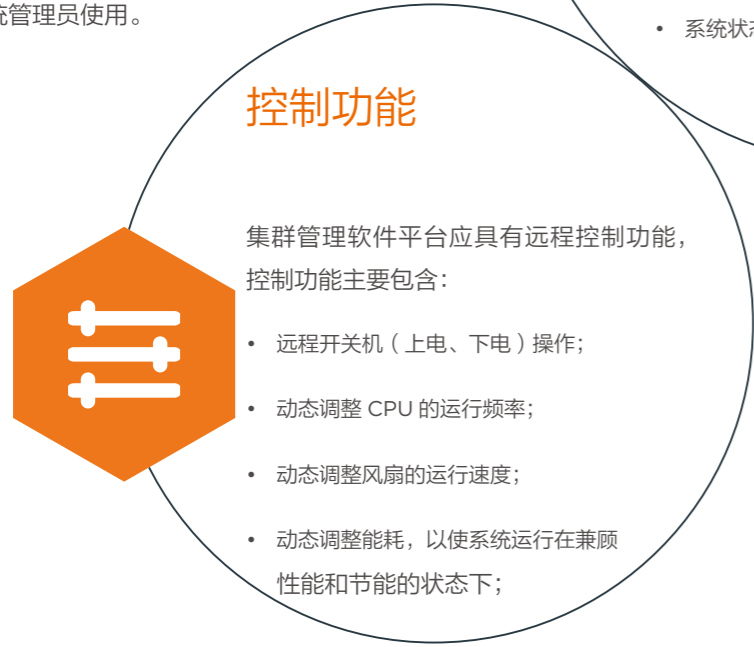 统管理员使用。
• 系统状态
控制功能
集群管理软件平台应具有远程控制功能，
控制功能主要包含：
• 远程开关机（上电、下电）操作；
• 动态调整 CPU 的运行频率；
• 动态调整风扇的运行速度；
• 动态调整能耗，以使系统运行在兼顾
性能和节能的状态下；